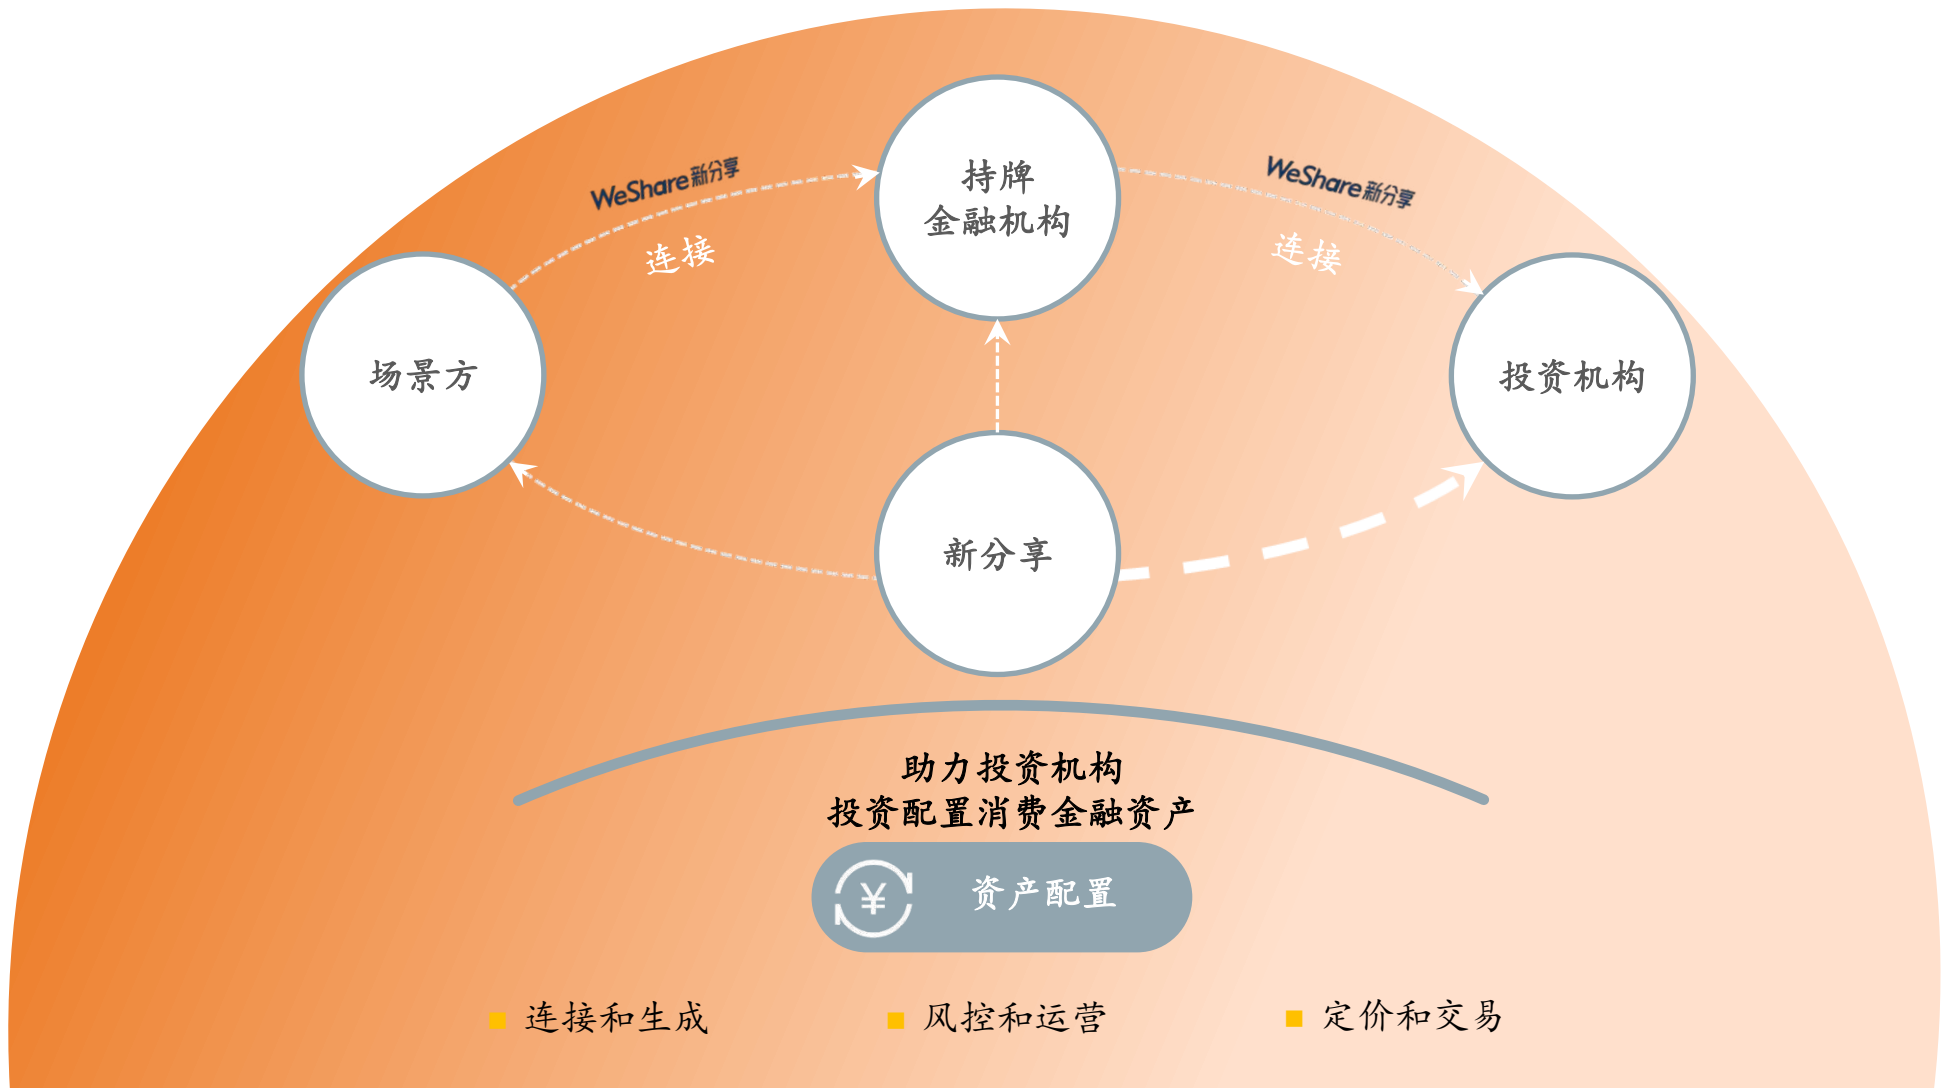 WeShare新分享
WeShare新分享
持牌
金融机构
连接
连接
场景方
投资机构
新分享
助力投资机构
投资配置消费金融资产
¥
资产配置
连接和生成
风控和运营
定价和交易